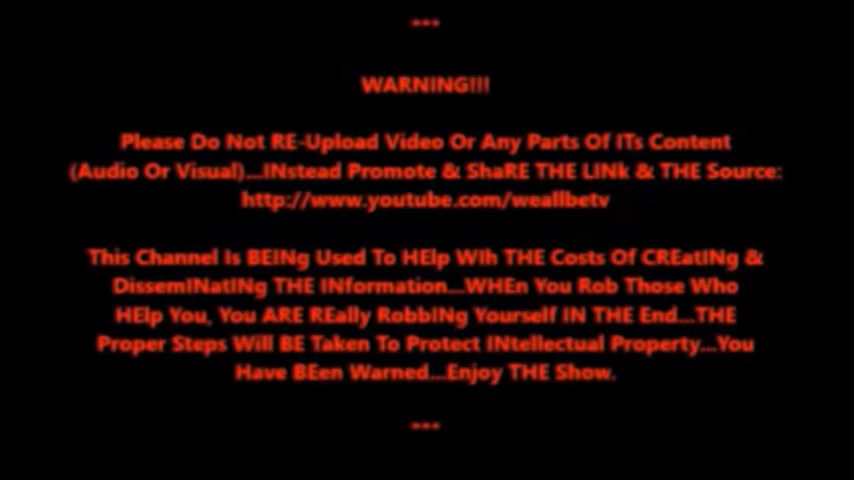 ---
WARNING!!!
Please Do Not RE-Upload Video Or Any Parts Of ITs Content
(Audio Or Visual)...INstead Promote & ShaRE THE LINk & THE Source:
http://www.youtube.com/weallbetv
This Channel Is BEINg Used To HElp WIh THE Costs Of CREatINg &
DissemINatINg THE INformation...WHEn You Rob Those Who
HElp You, You ARE REally RobbINg Yourself IN THE End...THE
Proper Steps Will BE Taken To Protect INtellectual Property...You
Have BEen Warned...Enjoy THE Show.
---